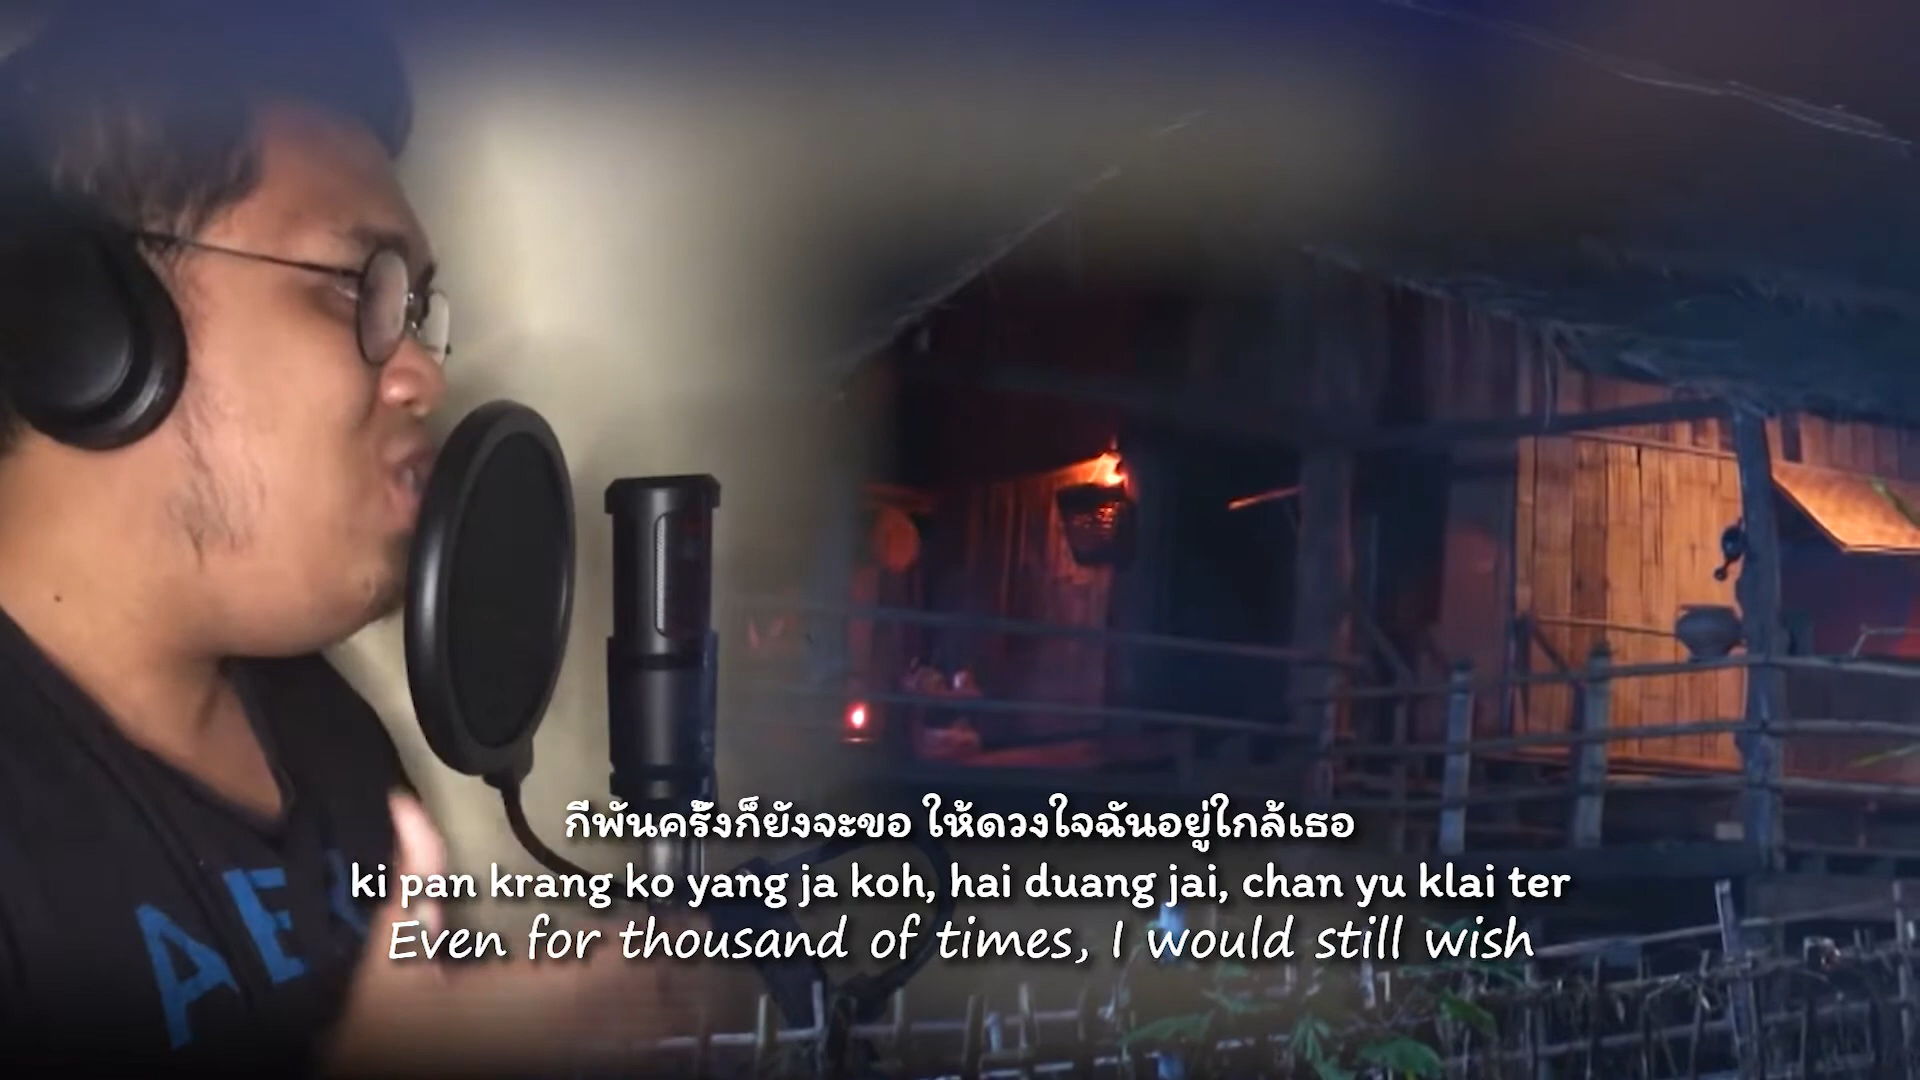 กี่พันครั้งก็ยังจะขอ ให้ดวงใจฉันอยู่ใกล้เธอ
ki pan krang ko yang ja koh, hai duang jai, chan yu klai ter
Even for thousand of times, I would still wish
AE